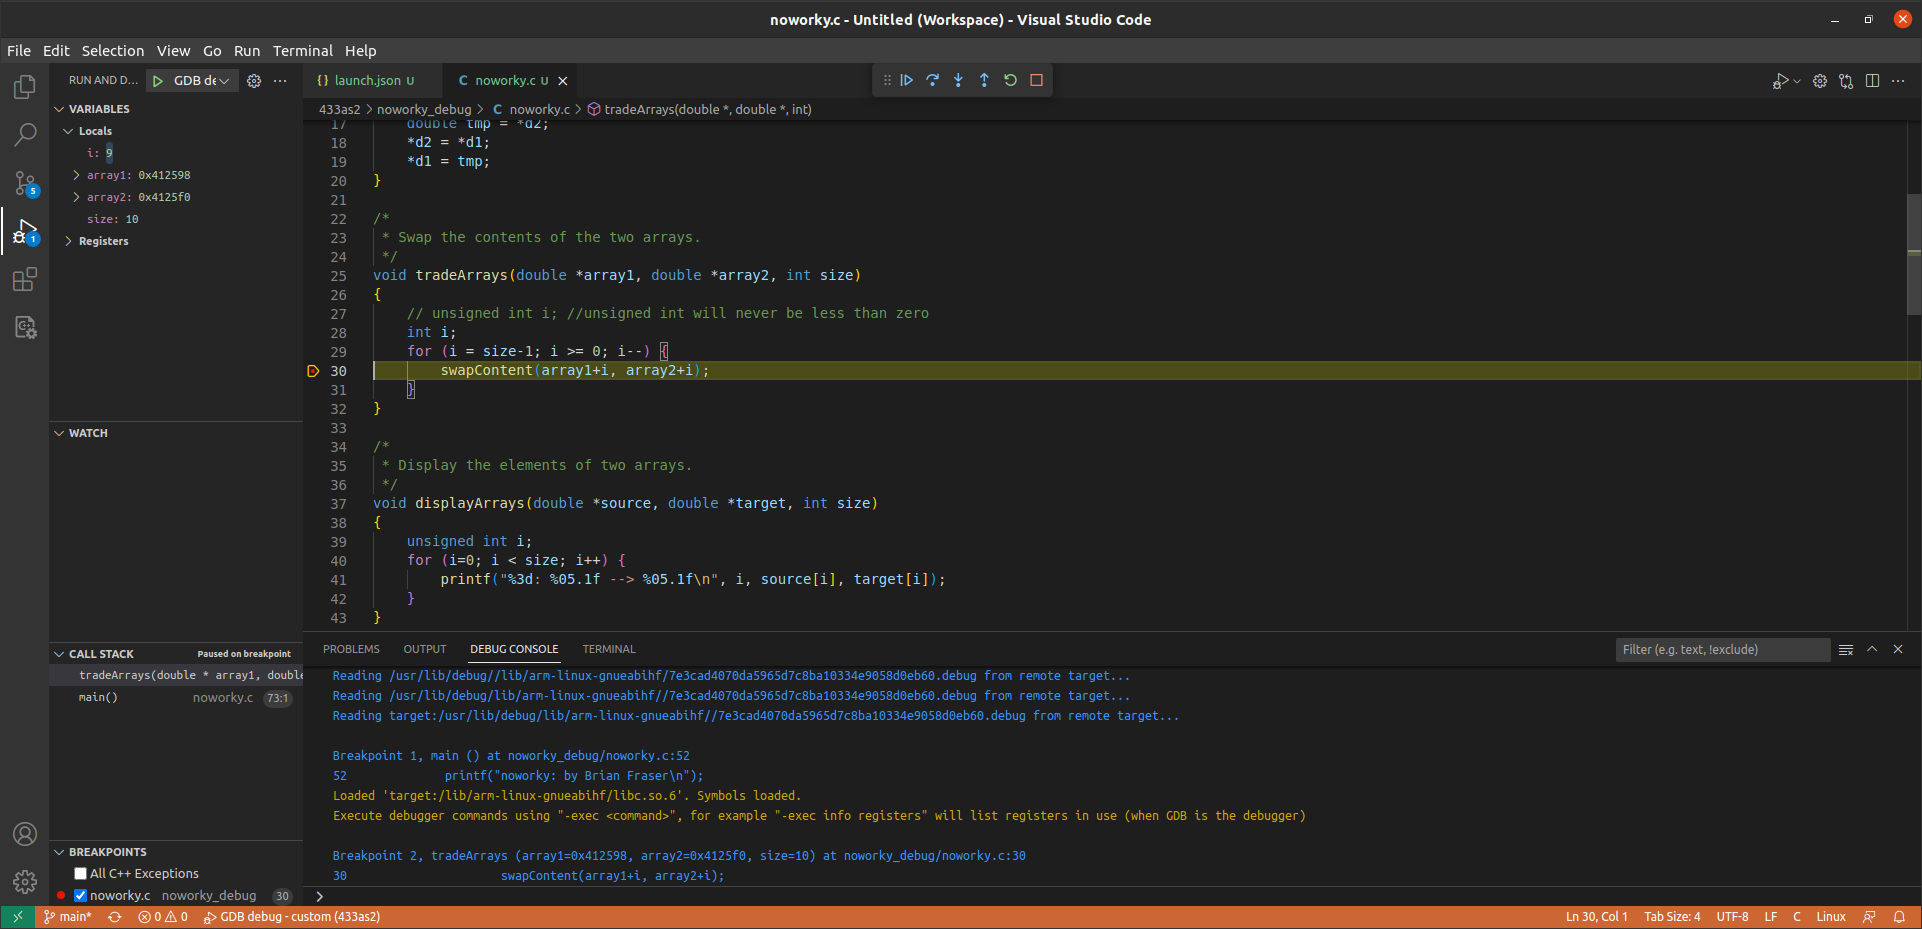 noworky.c - Untitled (Workspace) - Visual Studio Code
File Edit Selection View Go Run Terminal Help
RUN AND D... GDB de
launch.json U
C noworky.c U
433as2 > noworky_debug > C noworky.c > tradeArrays(double *, double *, int)
VARIABLES
Locals
i: 9
array1: 0x412598
array2: 0x4125f0
size: 10
Registers
WATCH
CALL STACK Paused on breakpoint
tradeArrays(double * array1, double
main() noworky.c 73:1
BREAKPOINTS
All C++ Exceptions
noworky.c noworky_debug 30
17 double tmp = *d2;
18 *d2 = *d1;
19 *d1 = tmp;
20 }
21
22 /*
23 * Swap the contents of the two arrays.
24 */
25 void tradeArrays(double *array1, double *array2, int size)
26 {
27 // unsigned int i; //unsigned int will never be less than zero
28 int i;
29 for (i = size-1; i >= 0; i--) {
30 swapContent(array1+i, array2+i);
31 }
32 }
33
34 /*
35 * Display the elements of two arrays.
36 */
37 void displayArrays(double *source, double *target, int size)
38 {
39 unsigned int i;
40 for (i=0; i < size; i++) {
41 printf("%3d: %05.1f --> %05.1f\n", i, source[i], target[i]);
42 }
43 }
PROBLEMS OUTPUT DEBUG CONSOLE TERMINAL
Filter (e.g. text, !exclude)
Reading /usr/lib/debug//lib/arm-linux-gnueabihf/7e3cad4070da5965d7c8ba10334e9058d0eb60.debug from remote target...
Reading /usr/lib/debug/lib/arm-linux-gnueabihf//7e3cad4070da5965d7c8ba10334e9058d0eb60.debug from remote target...
Reading target:/usr/lib/debug/lib/arm-linux-gnueabihf//7e3cad4070da5965d7c8ba10334e9058d0eb60.debug from remote target...
Breakpoint 1, main () at noworky_debug/noworky.c:52
52 printf("noworky: by Brian Fraser\n");
Loaded 'target:/lib/arm-linux-gnueabihf/libc.so.6'. Symbols loaded.
Execute debugger commands using "-exec <command>", for example "-exec info registers" will list registers in use (when GDB is the debugger)
Breakpoint 2, tradeArrays (array1=0x412598, array2=0x4125f0, size=10) at noworky_debug/noworky.c:30
30 swapContent(array1+i, array2+i);
5
1
main* 0 0 GDB debug - custom (433as2)
Ln 30, Col 1 Tab Size: 4 UTF-8 LF C Linux